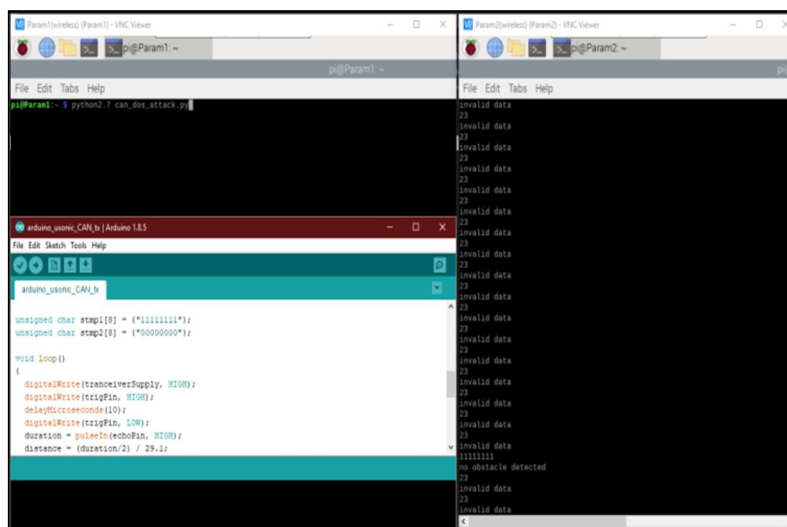 Param1(wireless) (Param1) - VNC Viewer
pi@Param1: ~
pi@Param1: ~
File Edit Tabs Help
pi@Param1:~ $ python2.7 can_dos_attack.py
arduino_usonic_CAN_tx | Arduino 1.8.5
File Edit Sketch Tools Help
arduino_usonic_CAN_tx
unsigned char stmp1[8] = {"11111111"};
unsigned char stmp2[8] = {"00000000"};
void loop()
{
digitalWrite(tranceiverSupply, HIGH);
digitalWrite(trigPin, HIGH);
delayMicroseconds(10);
digitalWrite(trigPin, LOW);
duration = pulseIn(echoPin, HIGH);
distance = (duration/2) / 29.1;
Param2(wireless) (Param2) - VNC Viewer
pi@Param2: ~
pi
File Edit Tabs Help
invalid data
23
invalid data
23
invalid data
23
invalid data
23
invalid data
23
invalid data
23
invalid data
23
invalid data
23
invalid data
23
invalid data
23
invalid data
23
invalid data
23
invalid data
23
invalid data
23
invalid data
23
invalid data
23
invalid data
11111111
no obstacle detected
23
invalid data
23
invalid data